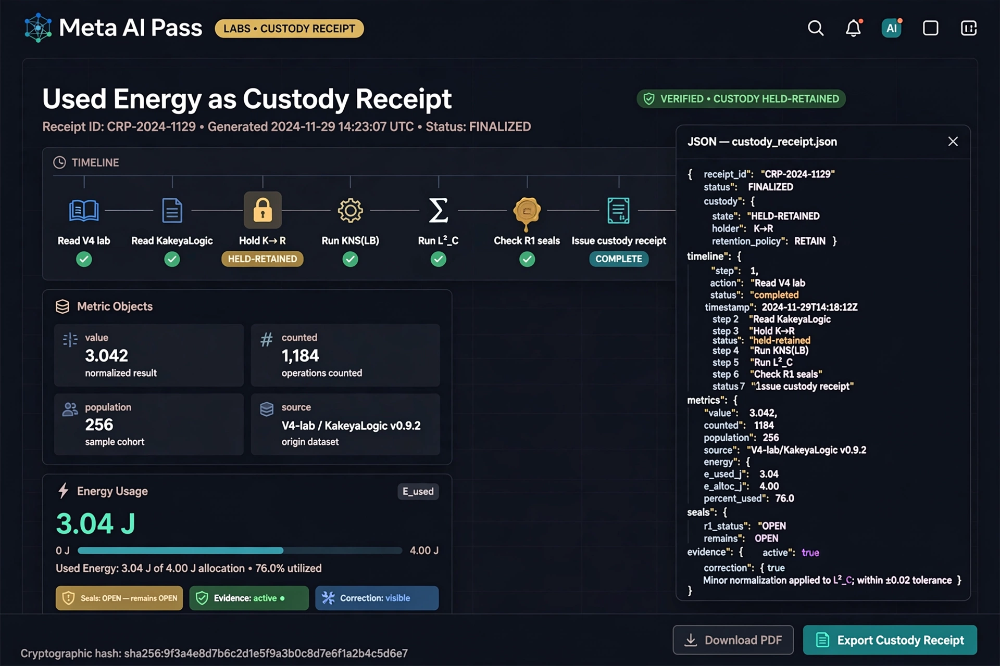 Meta AI Pass
LABS • CUSTODY RECEIPT
AI
Used Energy as Custody Receipt
VERIFIED • CUSTODY HELD-RETAINED
Receipt ID: CRP-2024-1129 • Generated 2024-11-29 14:23:07 UTC • Status: FINALIZED
TIMELINE
Σ
Read V4 lab
Read KakeyaLogic
Hold K→R
Run KNS(LB)
Run L²_C
Check R1 seals
Issue custody receipt
HELD-RETAINED
COMPLETE
Metric Objects
value
3.042
normalized result
# counted
1,184
operations counted
population
256
sample cohort
source
V4-lab / KakeyaLogic v0.9.2
origin dataset
Energy Usage
E_used
3.04 J
0 J
4.00 J
Used Energy: 3.04 J of 4.00 J allocation • 76.0% utilized
Seals: OPEN — remains OPEN
Evidence: active •
Correction: visible
JSON — custody_receipt.json
{ receipt_id": "CRP-2024-1129"
status": FINALIZED
custody": {
state": "HELD-RETAINED
holder": K→R
retention_policy": RETAIN }
timeline": {
"step": 1,
action": "Read V4 lab
status": "completed
timestamp": 2024-11-29T14:18:12Z
step 2 "Read KakeyaLogic
step 3 "Hold K→R
status": "held-retained
step 4 "Run KNS(LB)
step 5 "Run L²_C
step 6 "Check R1 seals"
status 7 "1ssue custody receipt"
metrics": {
"value": 3.042,
counted": 1184
population": 256
source": "V4-lab/KakeyaLogic v0.9.2
energy": {
e_used_j": 3.04
e_altoc_j": 4.00
percent_used": 76.0
seals": {
r1_status": "OPEN
remains": OPEN
evidence": { active": true
correction": { true
Minor normalization applied to L²_C; within ±0.02 tolerance }
}
Download PDF
Export Custody Receipt
Cryptographic hash: sha256:9f3a4e8d7b6c2d1e5f9a3b0c8d7e6f1a2b4c5d6e7